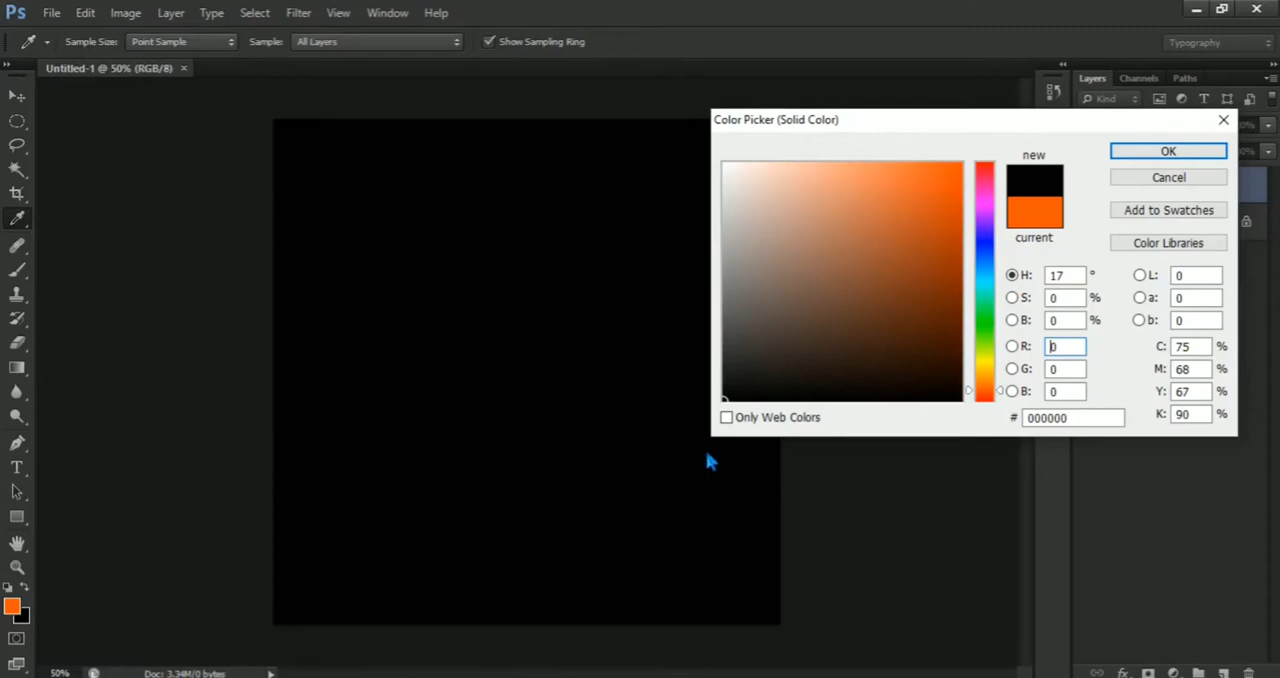 Ps File Edit Image Layer Type Select Filter View Window Help
Sample Size: Point Sample Sample: All Layers Show Sampling Ring Typography
Untitled-1 @ 50% (RGB/8) ×
Layers Channels Paths
Kind
Color Picker (Solid Color)
new
OK
Cancel
Add to Swatches
current
Color Libraries
H: 17 °
L: 0
S: 0 %
a: 0
B: 0 %
b: 0
R: 0
C: 75 %
G: 0
M: 68 %
B: 0
Y: 67 %
Only Web Colors
# 000000
K: 90 %
50% Doc: 3.34M/0 bytes